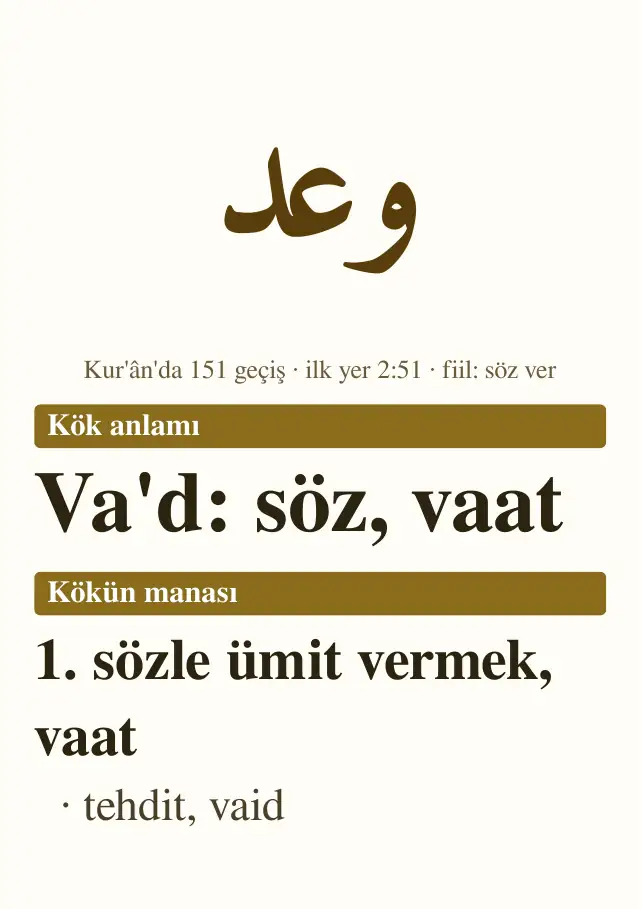 و عد
Kur'ân'da 151 geçiş · ilk yer 2:51 · fiil: söz ver
Kök anlamı
Va'd: söz, vaat
Kökün manası
1. sözle ümit vermek,
vaat
· tehdit, vaid